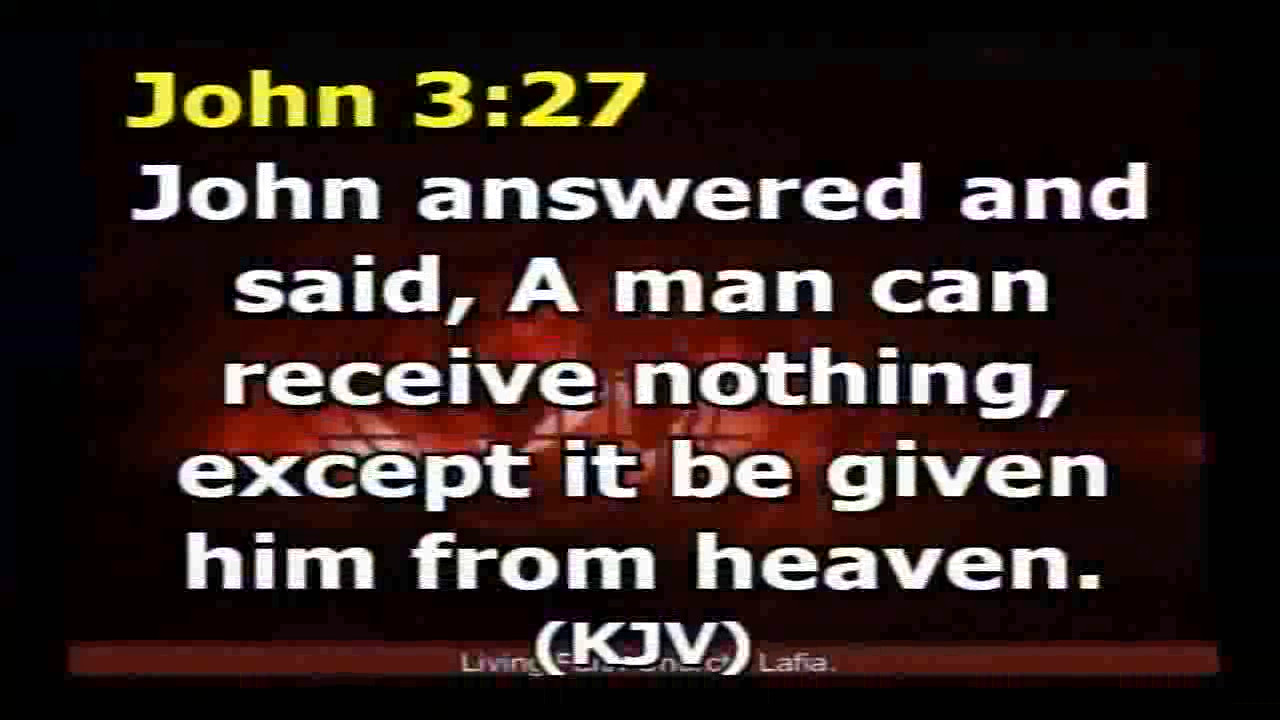 John 3:27
John answered and
said, A man can
receive nothing,
except it be given
him from heaven.
(KJV)
Living Lafia.